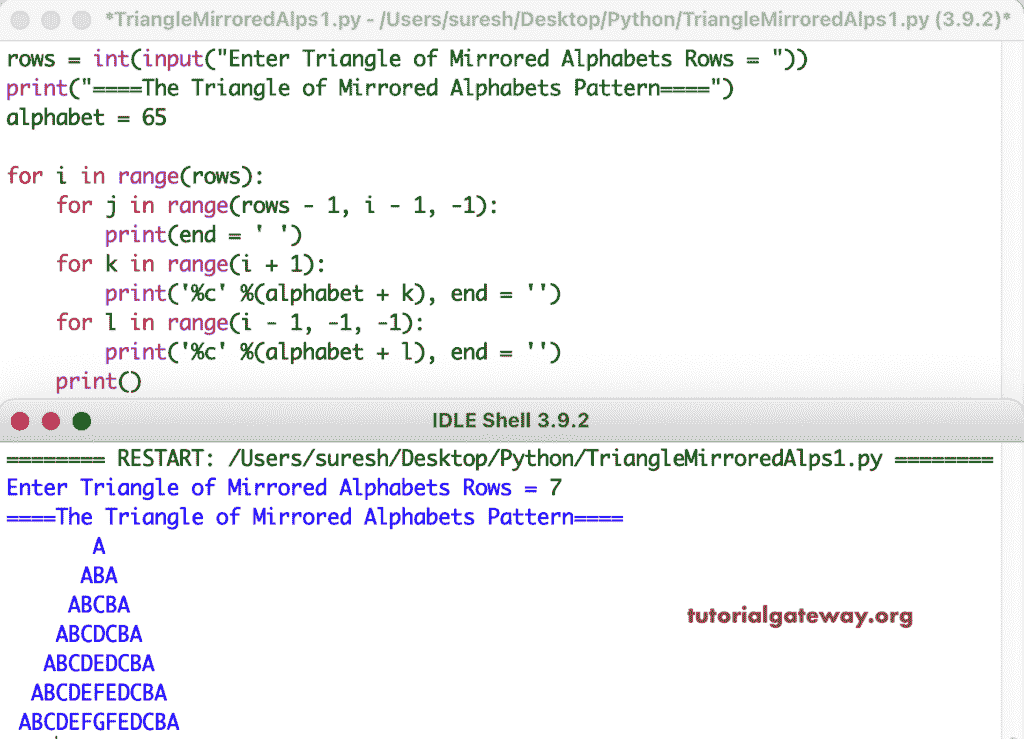 *TriangleMirroredAlps1.py - /Users/suresh/Desktop/Python/TriangleMirroredAlps1.py (3.9.2)*
rows = int(input("Enter Triangle of Mirrored Alphabets Rows = "))
print("====The Triangle of Mirrored Alphabets Pattern====")
alphabet = 65

for i in range(rows):
    for j in range(rows - 1, i - 1, -1):
        print(end = ' ')
    for k in range(i + 1):
        print('%c' %(alphabet + k), end = '')
    for l in range(i - 1, -1, -1):
        print('%c' %(alphabet + l), end = '')
    print()
IDLE Shell 3.9.2
======== RESTART: /Users/suresh/Desktop/Python/TriangleMirroredAlps1.py ========
Enter Triangle of Mirrored Alphabets Rows = 7
====The Triangle of Mirrored Alphabets Pattern====
       A
      ABA
     ABCBA
    ABCDCBA
   ABCDEDCBA
  ABCDEFEDCBA
 ABCDEFGFEDCBA
tutorialgateway.org